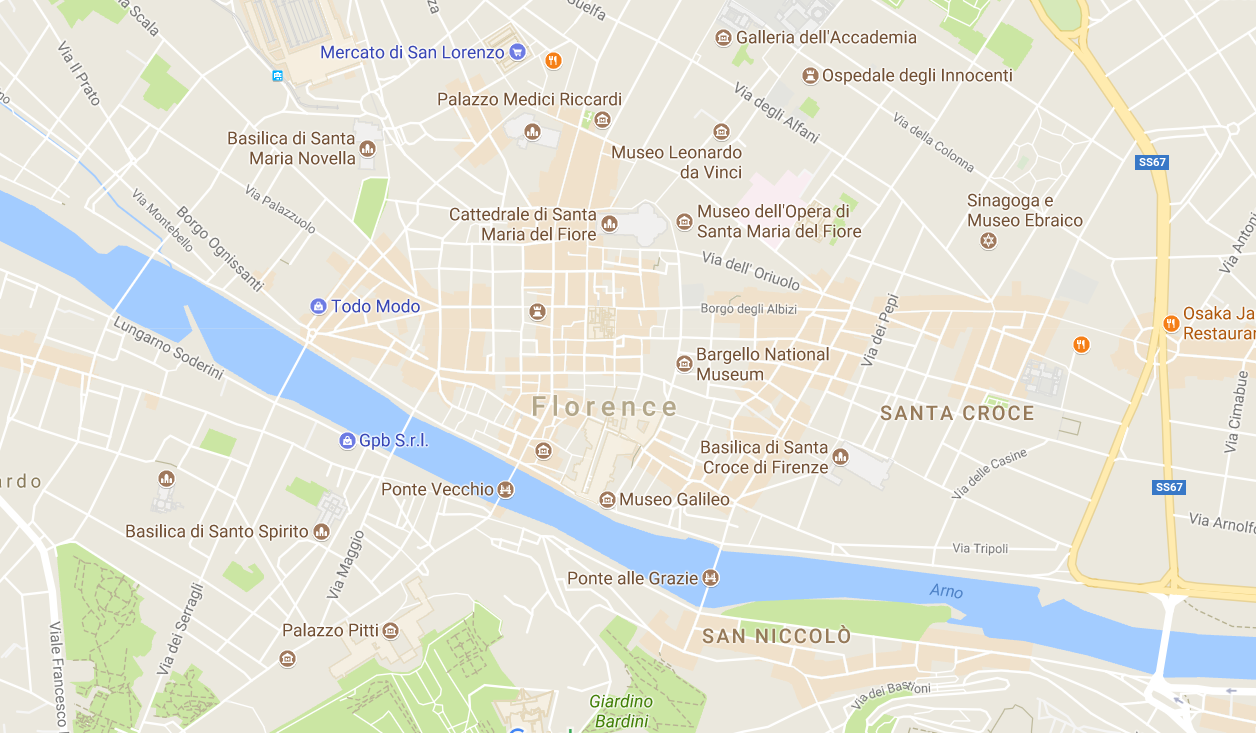 la Scala
Guelfa
Galleria dell'Accademia
Mercato di San Lorenzo
Via Il Prato
Ospedale degli Innocenti
Palazzo Medici Riccardi
Via degli Alfani
Via della Colonna
Basilica di Santa
Maria Novella
Museo Leonardo
da Vinci
SS67
Via Palazzuolo
Via Montebello
Borgo Ognissanti
Cattedrale di Santa
Maria del Fiore
Museo dell'Opera di
Santa Maria del Fiore
Sinagoga e
Museo Ebraico
Via Anton
Via dell' Oriuolo
Todo Modo
Borgo degli Albizi
Via dei Pepi
Osaka Ja
Restaurar
Lungarno Soderini
Bargello National
Museum
Via Cimabue
Florence
SANTA CROCE
Gpb S.r.l.
Basilica di Santa
Croce di Firenze
Via delle Casine
ardo
Ponte Vecchio
Museo Galileo
SS67
Basilica di Santo Spirito
Via Arnolfo
Via Maggio
Via Tripoli
Ponte alle Grazie
Arno
Via dei Serragli
Palazzo Pitti
SAN NICCOLÒ
Viale Francesco
Via dei Bastioni
Giardino
Bardini